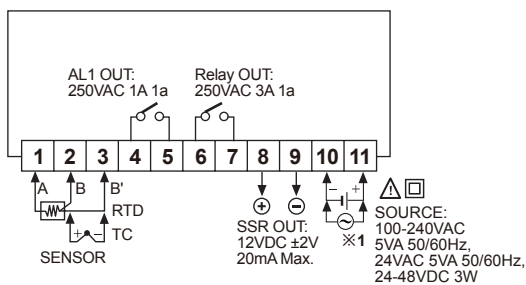 AL1 OUT:
250VAC 1A 1a
Relay OUT:
250VAC 3A 1a
1 2 3 4 5 6 7 8 9 10 11
A B B'
RTD
+ - TC
SENSOR
+ -
SSR OUT:
12VDC ±2V
20mA Max.
- +
※1
SOURCE:
100-240VAC
5VA 50/60Hz,
24VAC 5VA 50/60Hz,
24-48VDC 3W